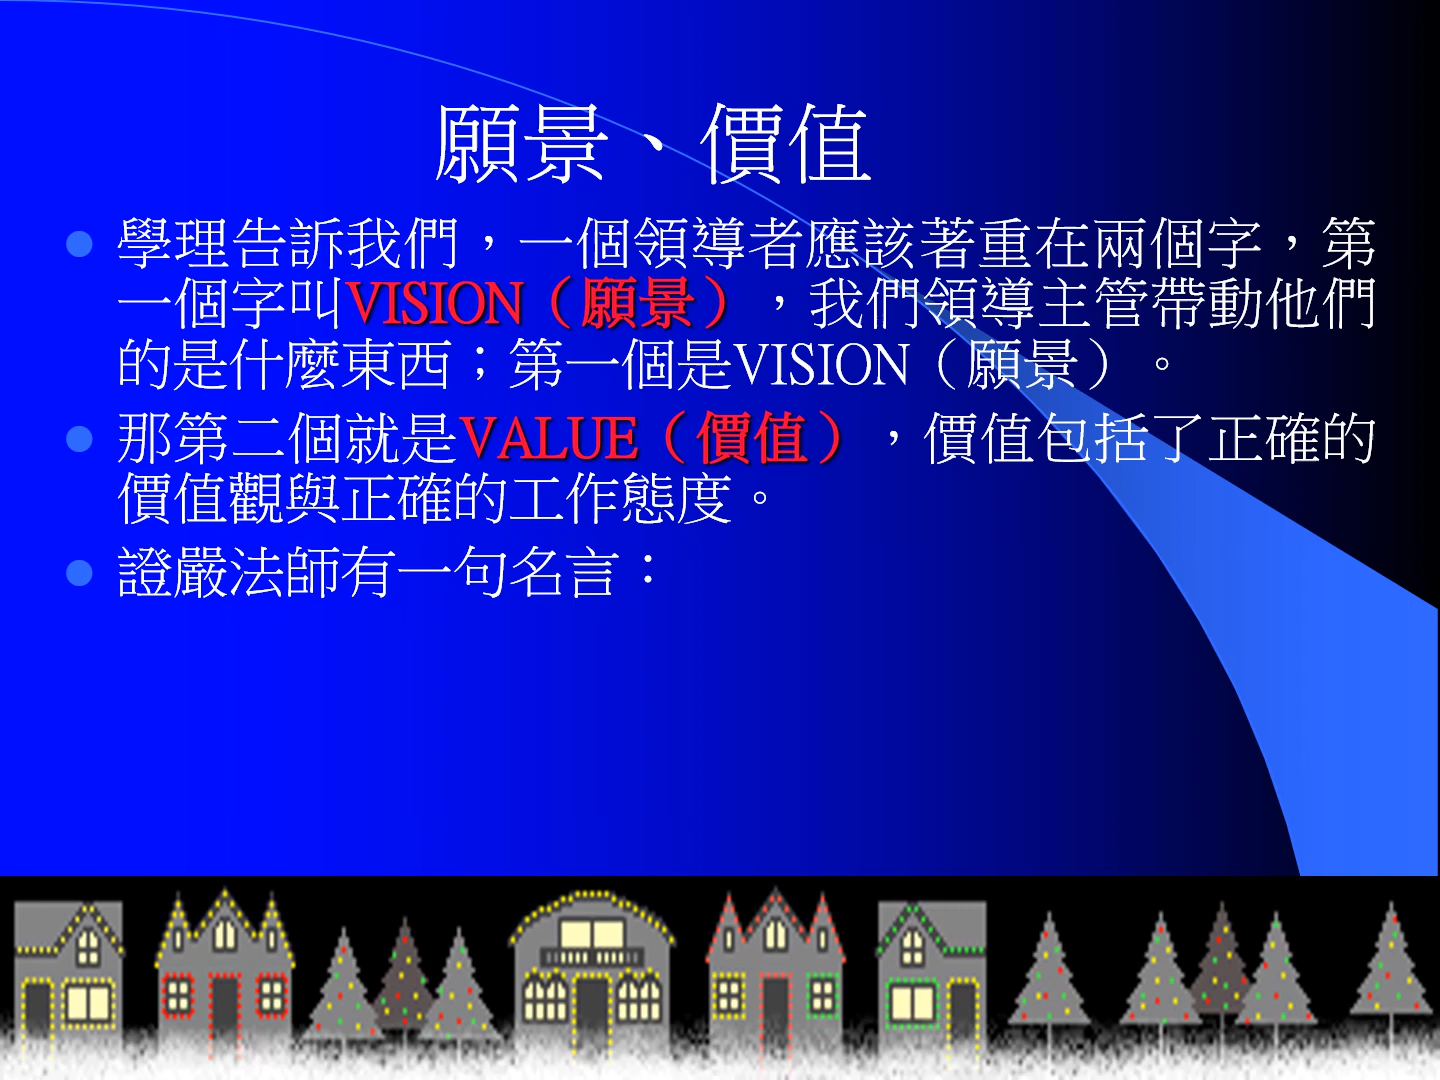 願景、價值
學理告訴我們，一個領導者應該著重在兩個字，第
一個字叫VISION（願景），我們領導主管帶動他們
的是什麼東西；第一個是VISION（願景）。
那第二個就是VALUE（價值），價值包括了正確的
價值觀與正確的工作態度。
證嚴法師有一句名言：